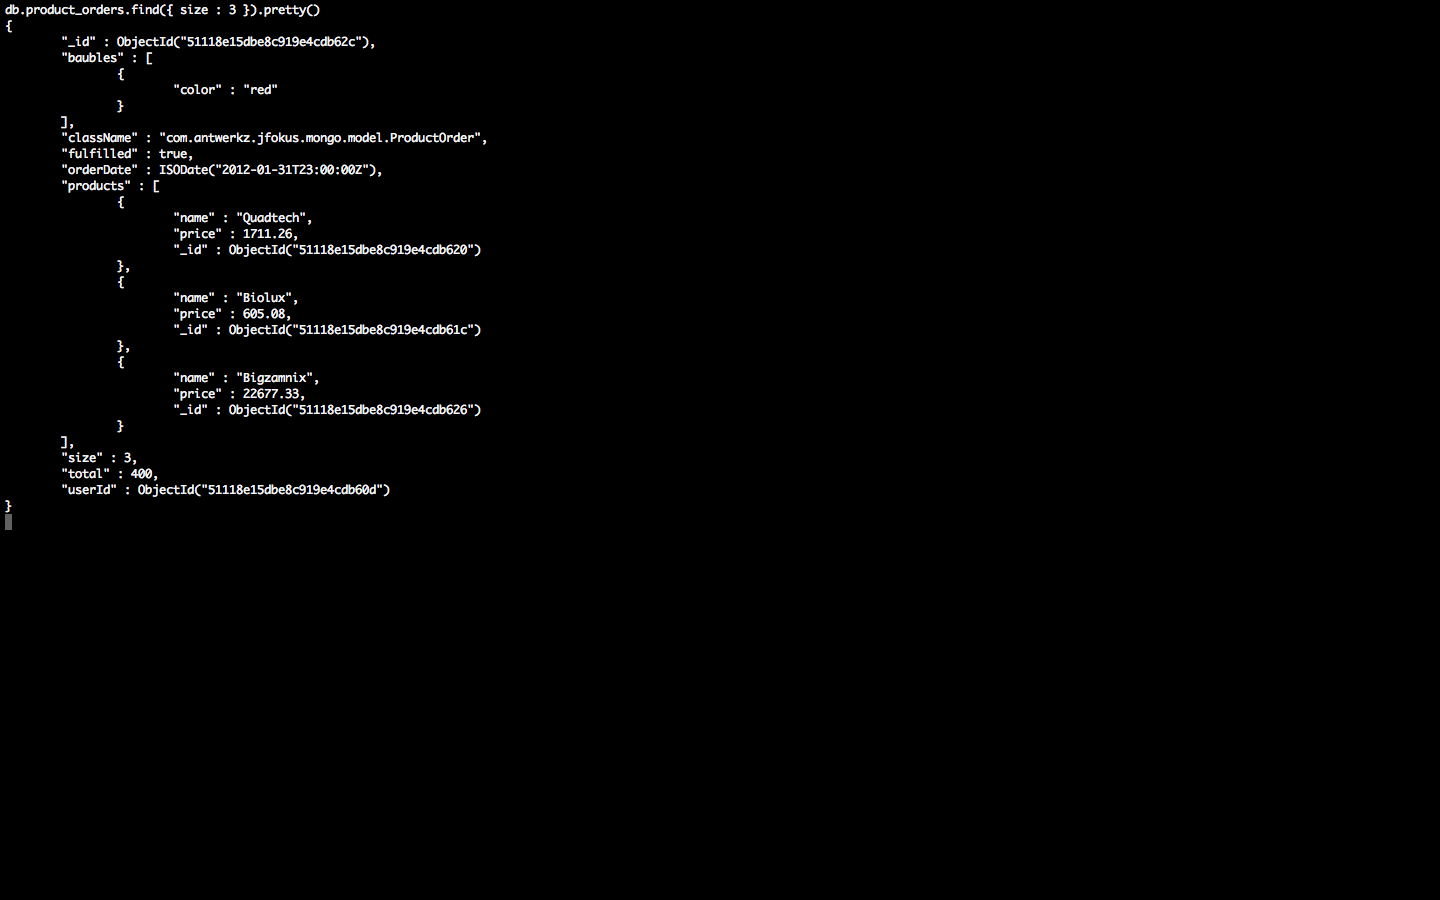 db.product_orders.find({ size : 3 }).pretty()
{
"_id" : ObjectId("51118e15dbe8c919e4cdb62c"),
"baubles" : [
{
"color" : "red"
}
],
"className" : "com.antwerkz.jfokus.mongo.model.ProductOrder",
"fulfilled" : true,
"orderDate" : ISODate("2012-01-31T23:00:00Z"),
"products" : [
{
"name" : "Quadtech",
"price" : 1711.26,
"_id" : ObjectId("51118e15dbe8c919e4cdb620")
},
{
"name" : "Biolux",
"price" : 605.08,
"_id" : ObjectId("51118e15dbe8c919e4cdb61c")
},
{
"name" : "Bigzamnix",
"price" : 22677.33,
"_id" : ObjectId("51118e15dbe8c919e4cdb626")
}
],
"size" : 3,
"total" : 400,
"userId" : ObjectId("51118e15dbe8c919e4cdb60d")
}